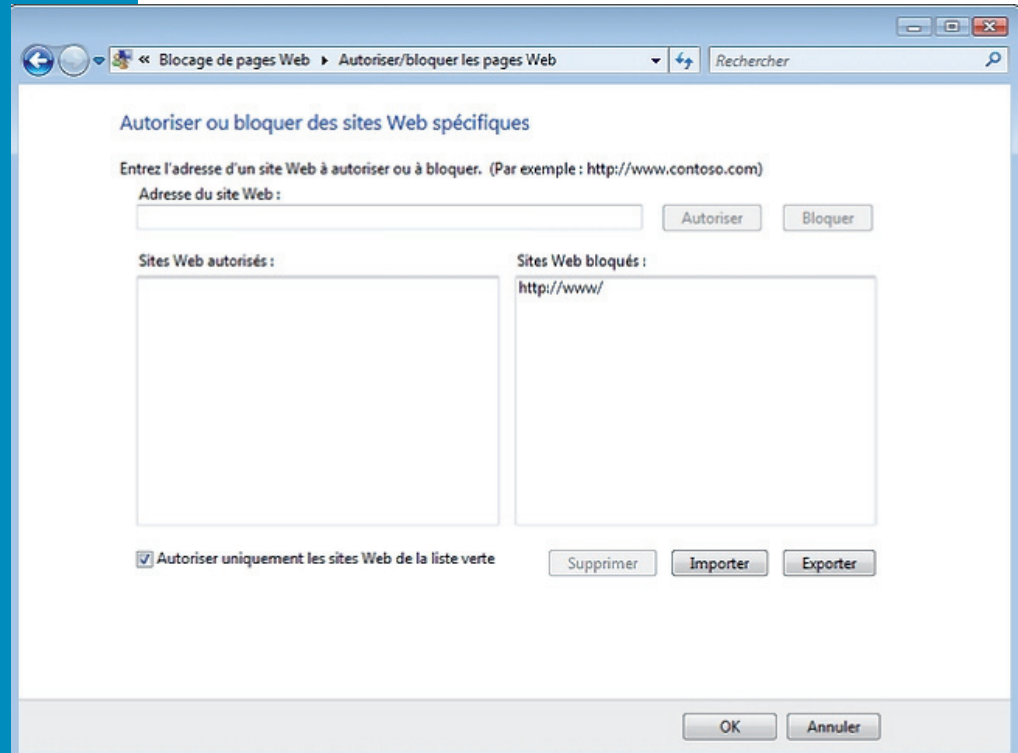 « Blocage de pages Web ▸ Autoriser/bloquer les pages Web
Rechercher
Autoriser ou bloquer des sites Web spécifiques
Entrez l'adresse d'un site Web à autoriser ou à bloquer. (Par exemple : http://www.contoso.com)
Adresse du site Web :
Autoriser
Bloquer
Sites Web autorisés :
Sites Web bloqués :
http://www/
Autoriser uniquement les sites Web de la liste verte
Supprimer
Importer
Exporter
OK
Annuler